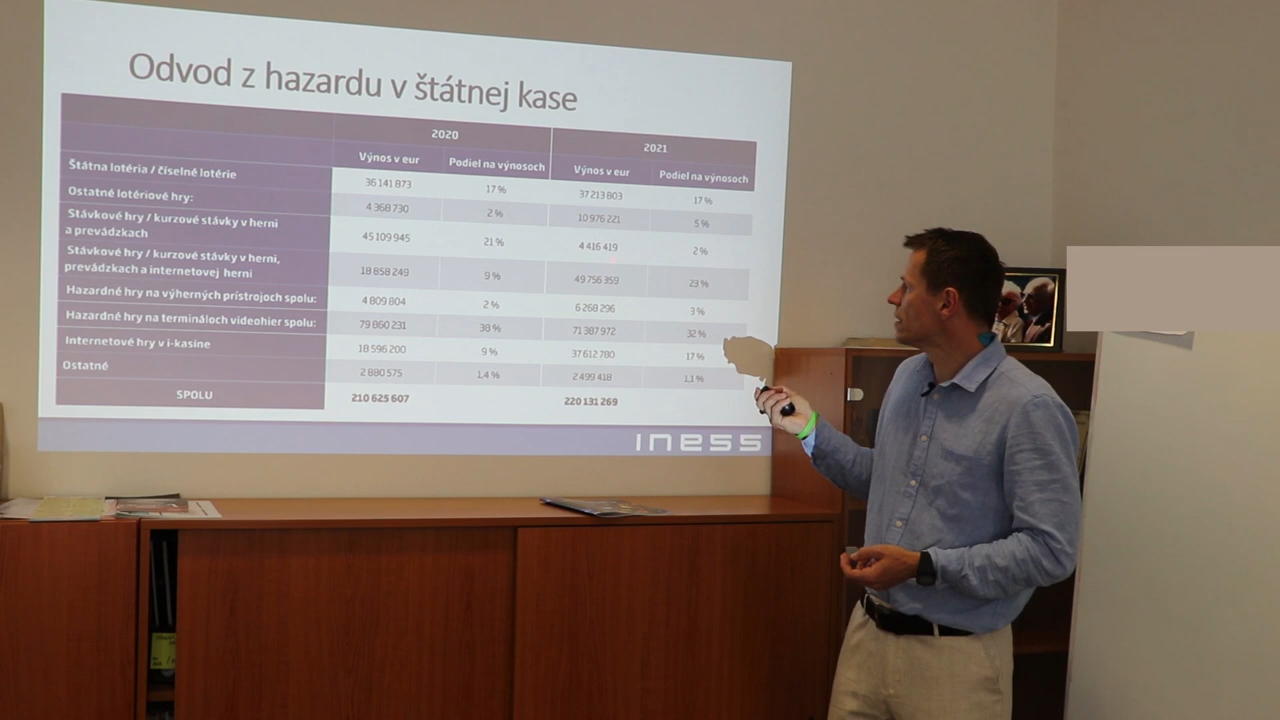 Odvod z hazardu v štátnej kase
2020 2021
Výnos v eur Podiel na výnosoch Výnos v eur Podiel na výnosoch
Štátna lotéria / číselné lotérie 36 141 873 17 % 37 213 803 17 %
Ostatné lotériové hry: 4 368 730 2 % 10 976 221 5 %
Stávkové hry / kurzové stávky v herni
a prevádzkach 45 109 945 21 % 4 416 419 2 %
Stávkové hry / kurzové stávky v herni,
prevádzkach a internetovej herni 18 858 249 9 % 49 756 359 23 %
Hazardné hry na výherných prístrojoch spolu: 4 809 804 2 % 6 268 296 3 %
Hazardné hry na termináloch videohier spolu: 79 860 231 38 % 71 387 972 32 %
Internetové hry v i-kasíne 18 596 200 9 % 37 612 780 17 %
Ostatné 2 880 575 1,4 % 2 499 418 1,1 %
SPOLU 210 625 607 220 131 269
INESS